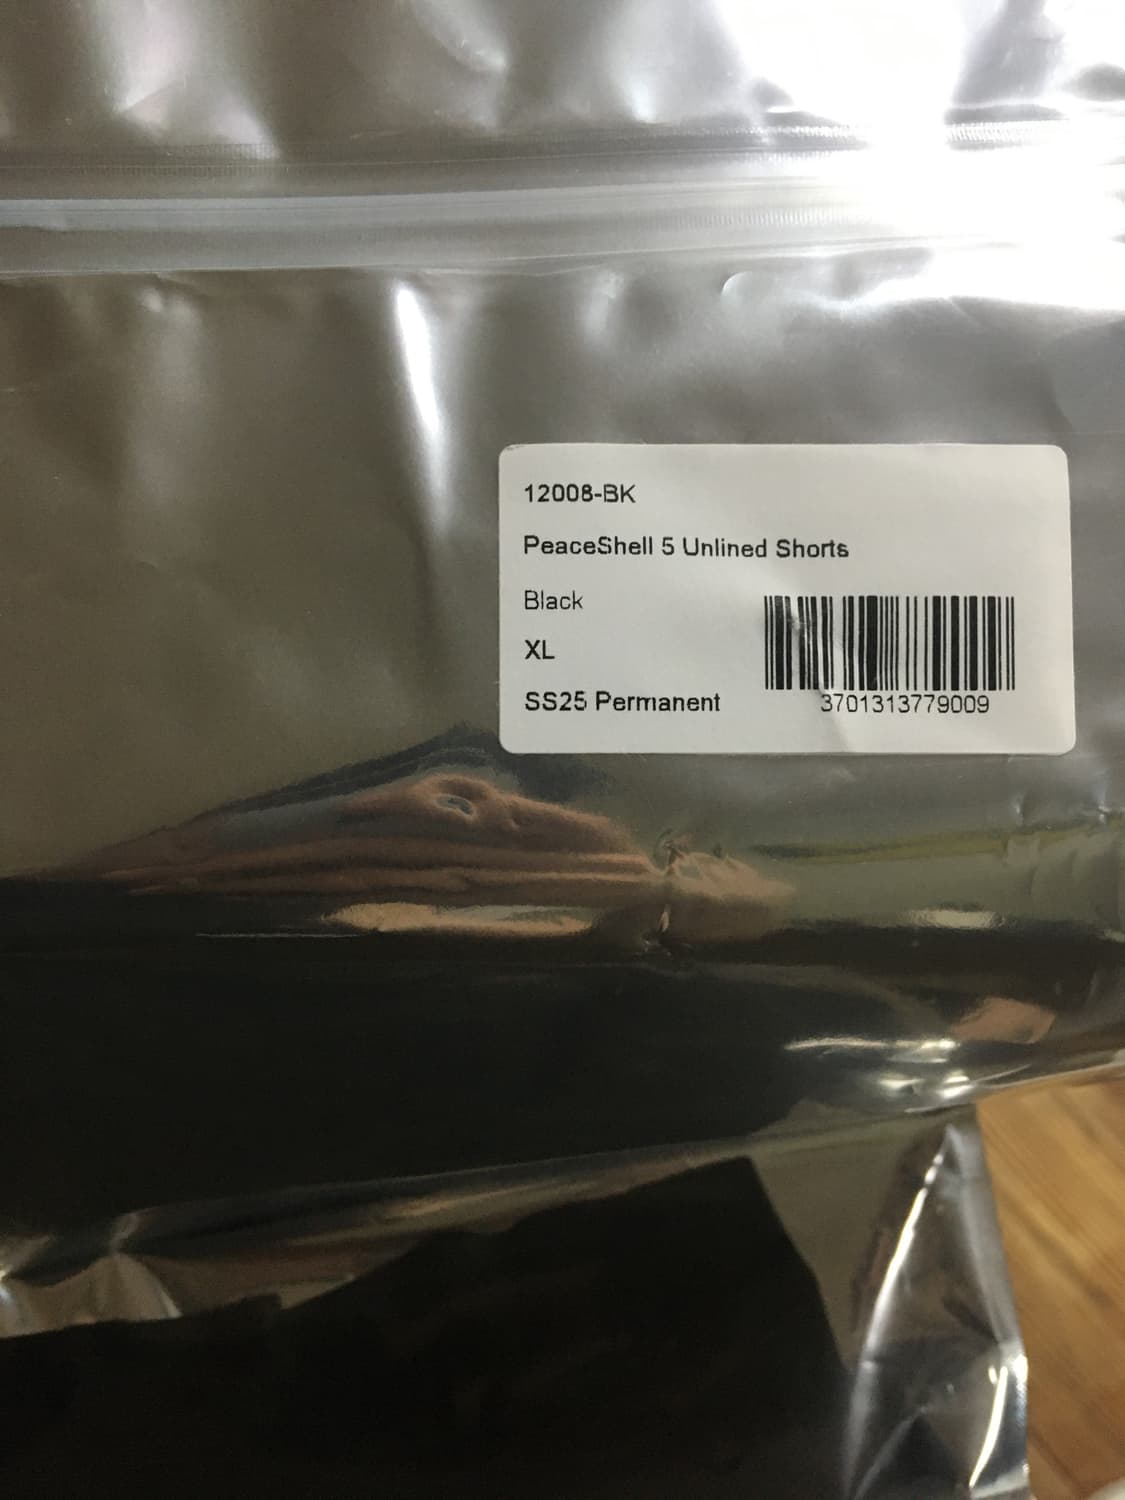 12008-BK
PeaceShell 5 Unlined Shorts
Black
XL
SS25 Permanent
3701313779009